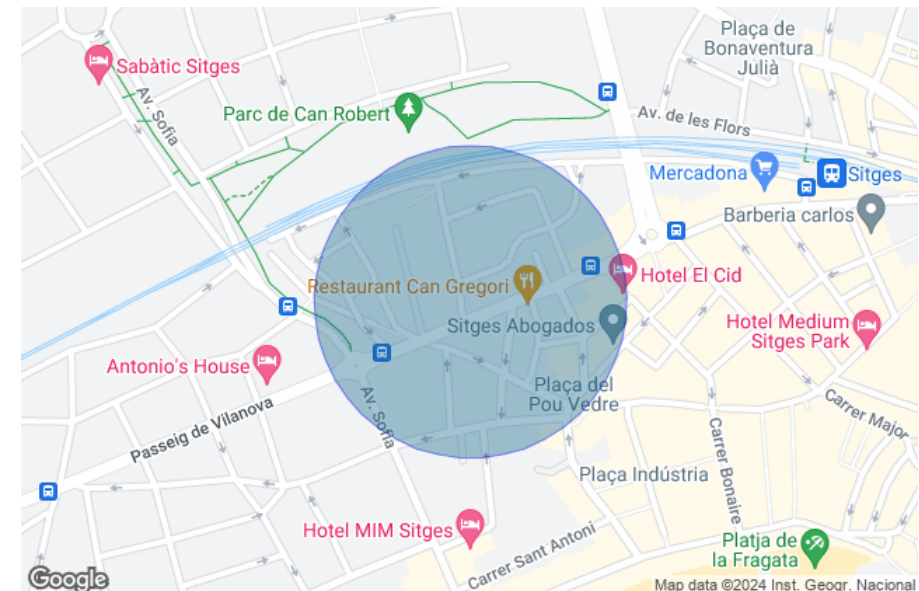 Plaça de
Bonaventura
Julià
Sabàtic Sitges
Av. Sofia
Parc de Can Robert
Av. de les Flors
Mercadona
Sitges
Barberia carlos
Hotel El Cid
Restaurant Can Gregori
Sitges Abogados
Hotel Medium
Sitges Park
Antonio's House
Plaça del
Pou Vedre
Av. Sofia
Passeig de Vilanova
Carrer Major
Carrer Bonaire
Plaça Indústria
Hotel MIM Sitges
Carrer Sant Antoni
Platja de
la Fragata
Google
Map data ©2024 Inst. Geogr. Nacional